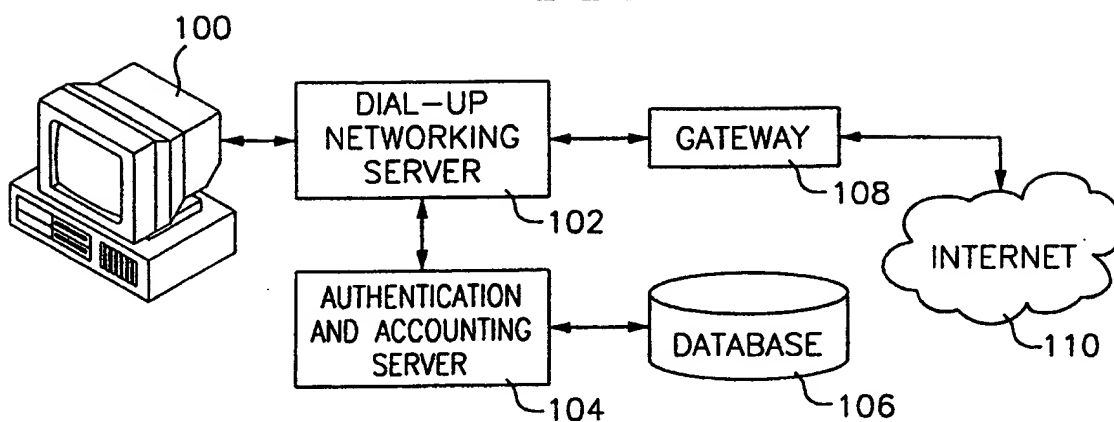 100
DIAL-UP
NETWORKING
SERVER
102
GATEWAY
108
INTERNET
110
AUTHENTICATION
AND ACCOUNTING
SERVER
104
DATABASE
106